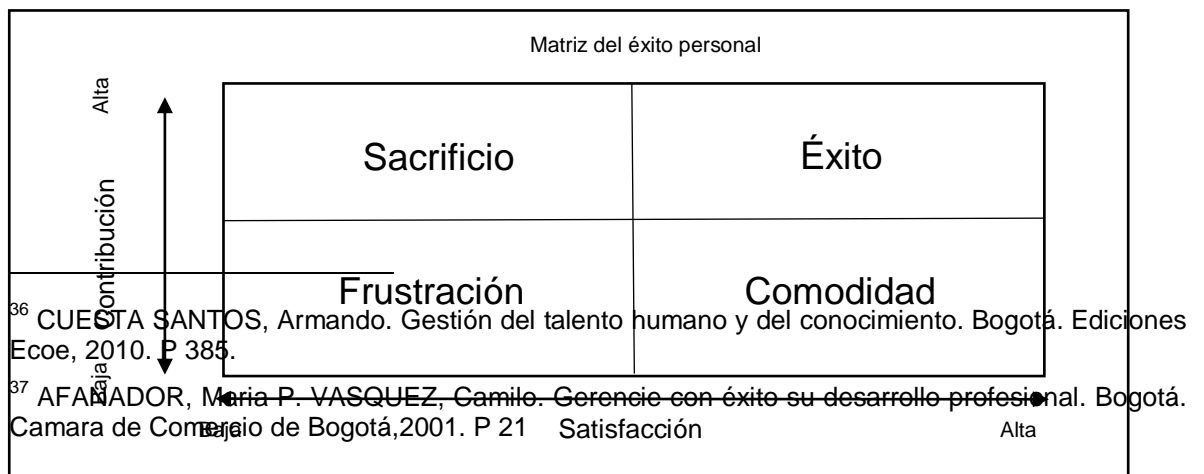 Matriz del éxito personal
Alta
Contribución
Baja
Sacrificio Éxito
Frustración Comodidad
36 CUESTA SANTOS, Armando. Gestión del talento humano y del conocimiento. Bogotá. Ediciones
Ecoe, 2010. P 385.
37 AFANADOR, Maria P. VASQUEZ, Camilo. Gerencie con éxito su desarrollo profesional. Bogotá.
Camara de Comercio de Bogotá,2001. P 21
Baja Satisfacción Alta